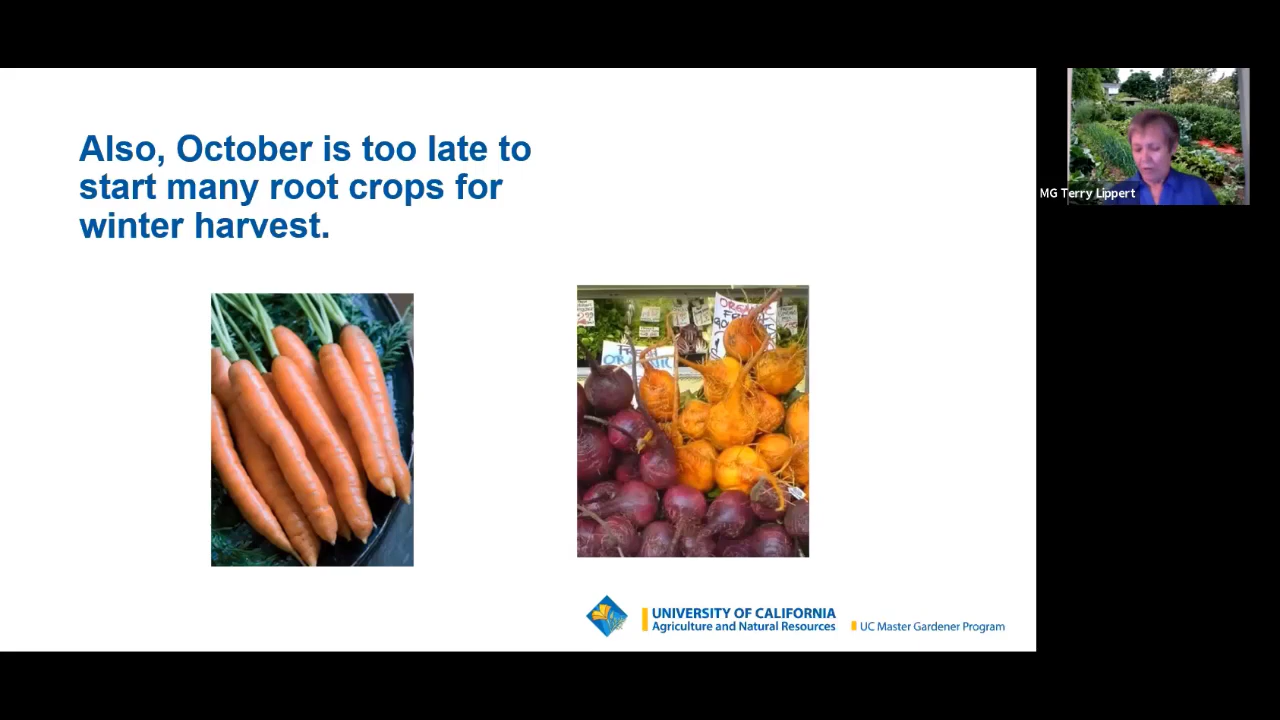 Also, October is too late to
start many root crops for
winter harvest.
MG Terry Lippert
UNIVERSITY OF CALIFORNIA
Agriculture and Natural Resources
UC Master Gardener Program